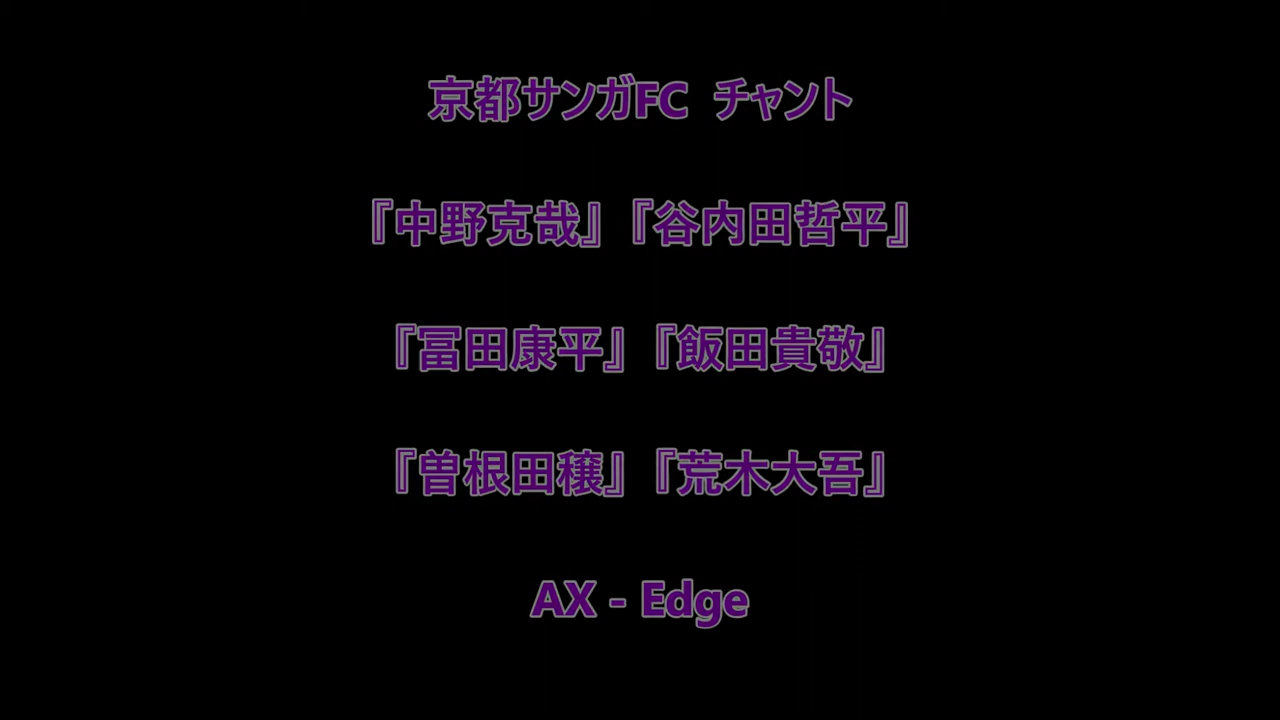 京都サンガFC チャント
『中野克哉』『谷内田哲平』
『冨田康平』『飯田貴敬』
『曽根田穣』『荒木大吾』
AX - Edge